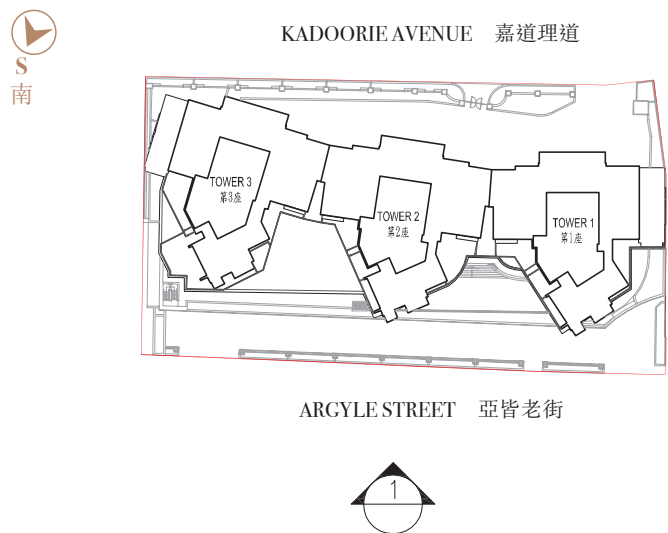 S
南
KADOORIE AVENUE 嘉道理道
TOWER 3
第3座
TOWER 2
第2座
TOWER 1
第1座
ARGYLE STREET 亞皆老街
1